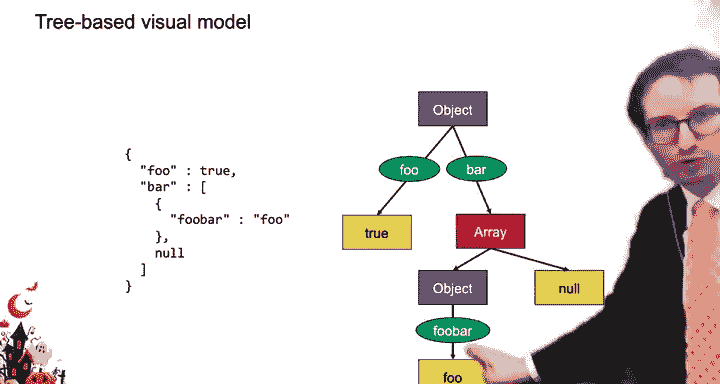 Tree-based visual model
{
"foo" : true,
"bar" : [
{
"foobar" : "foo"
},
null
]
}
Object
foo
bar
true
Array
Object
null
foobar
foo